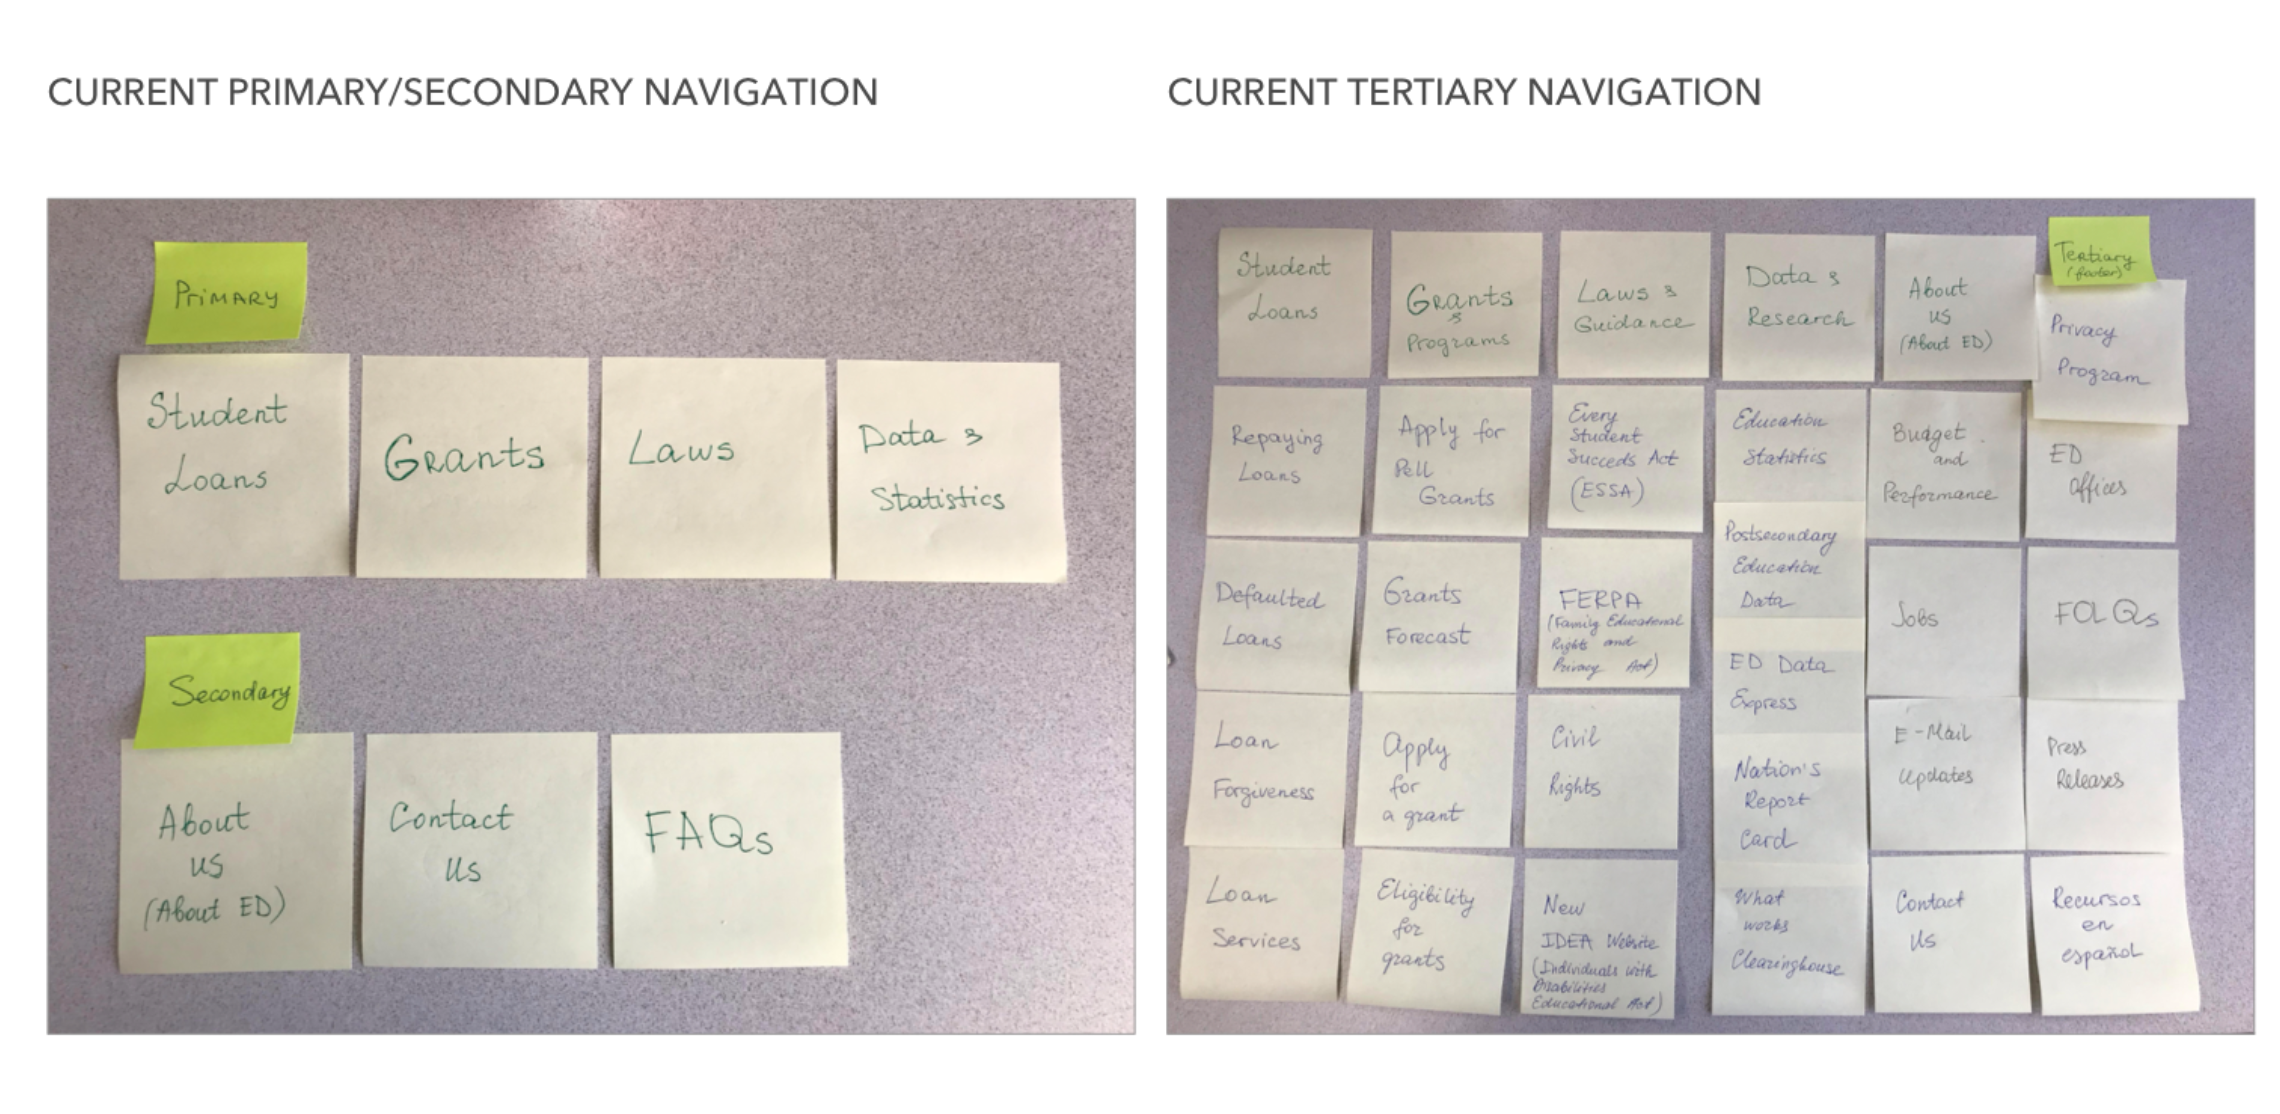 CURRENT PRIMARY/SECONDARY NAVIGATION
PRIMARY
Student
Loans
Grants
Laws
Data &
Statistics
Secondary
About
us
(About ED)
Contact
Us
FAQs
CURRENT TERTIARY NAVIGATION
Student
Loans
Repaying
Loans
Defaulted
Loans
Loan
Forgiveness
Loan
Services
Grants
&
Programs
Apply for
Pell
Grants
Grants
Forecast
Apply
for
a grant
Eligibility
for
grants
Laws &
Guidance
Every
Student
Succeds Act
(ESSA)
FERPA
(Family Educational
Rights and
Privacy Act)
Civil
Rights
New
IDEA Website
(Individuals with
Disabilities
Educational Act)
Data &
Research
Education
Statistics
Postsecondary
Education
Data
ED Data
Express
Nation's
Report
Card
What
works
Clearinghouse
About
us
(About ED)
Budget
and
Performance
Jobs
E-Mail
Updates
Contact
Us
Tertiary
(footer)
Privacy
Program
ED
Offices
FAQs
Press
Releases
Recursos
en
español